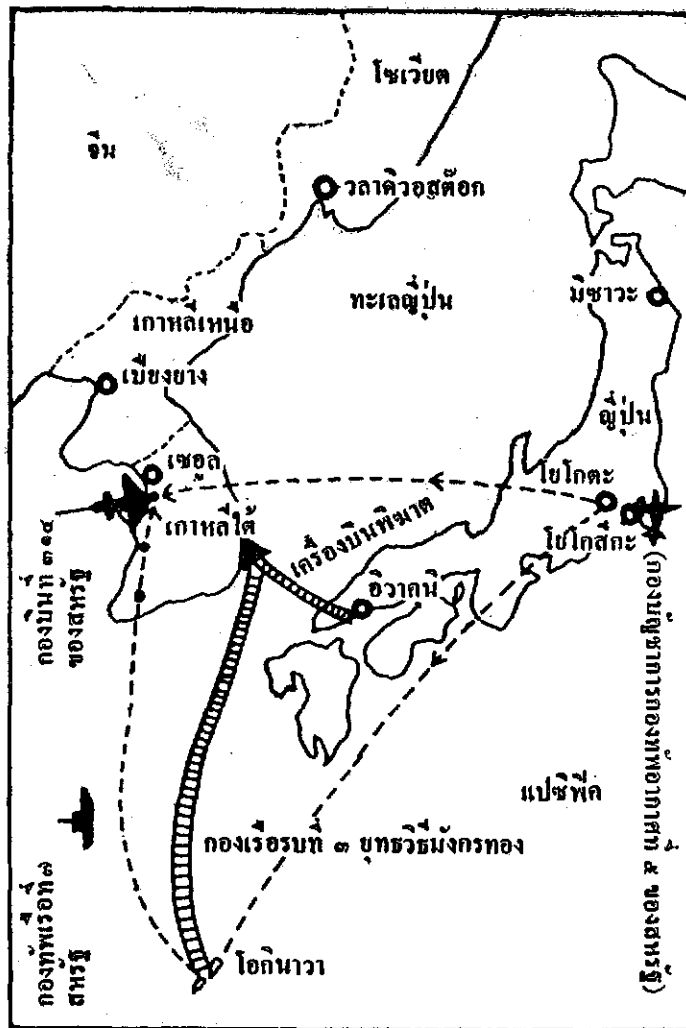 โซเวียต
จีน
วลาดิวอสต๊อก
ทะเลญี่ปุ่น
มิซาวะ
เกาหลีเหนือ
เปียงยาง
ญี่ปุ่น
เซอูล
โยโกตะ
เกาหลีใต้
โยโกสึกะ
เครื่องบินพิฆาต
อิวาคุนิ
กองบินที่ ๓๑๔
ของสหรัฐ
(กองบัญชาการกองทัพอากาศที่ ๕ ของสหรัฐ)
แปซิฟิค
กองเรือรบที่ ๓ ยุทธวิธีมังกรทอง
กองทัพเรือที่ ๗
สหรัฐ
โอกินาวา